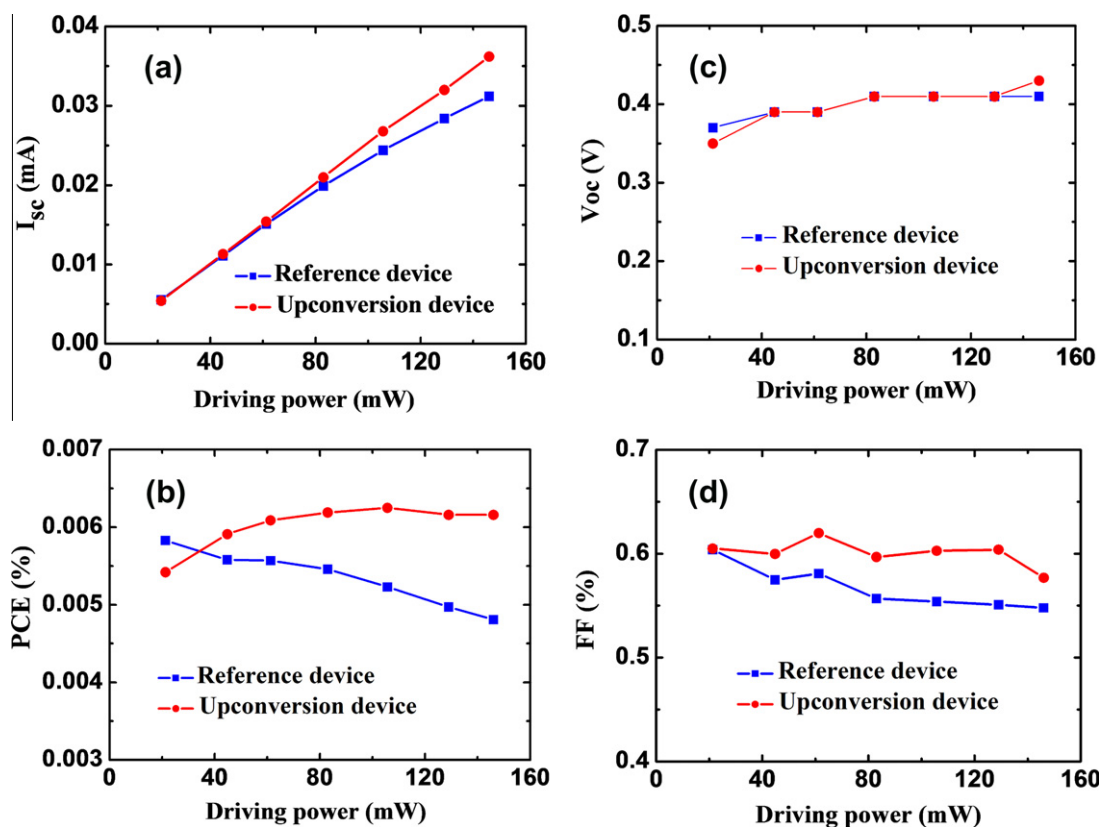 (a)
I_sc (mA)
0.04
0.03
0.02
0.01
0.00
Reference device
Upconversion device
0 40 80 120 160
Driving power (mW)
(c)
Voc (V)
0.5
0.4
0.3
0.2
0.1
Reference device
Upconversion device
0 40 80 120 160
Driving power (mW)
(b)
PCE (%)
0.007
0.006
0.005
0.004
0.003
Reference device
Upconversion device
0 40 80 120 160
Driving power (mW)
(d)
FF (%)
0.7
0.6
0.5
0.4
Reference device
Upconversion device
0 40 80 120 160
Driving power (mW)